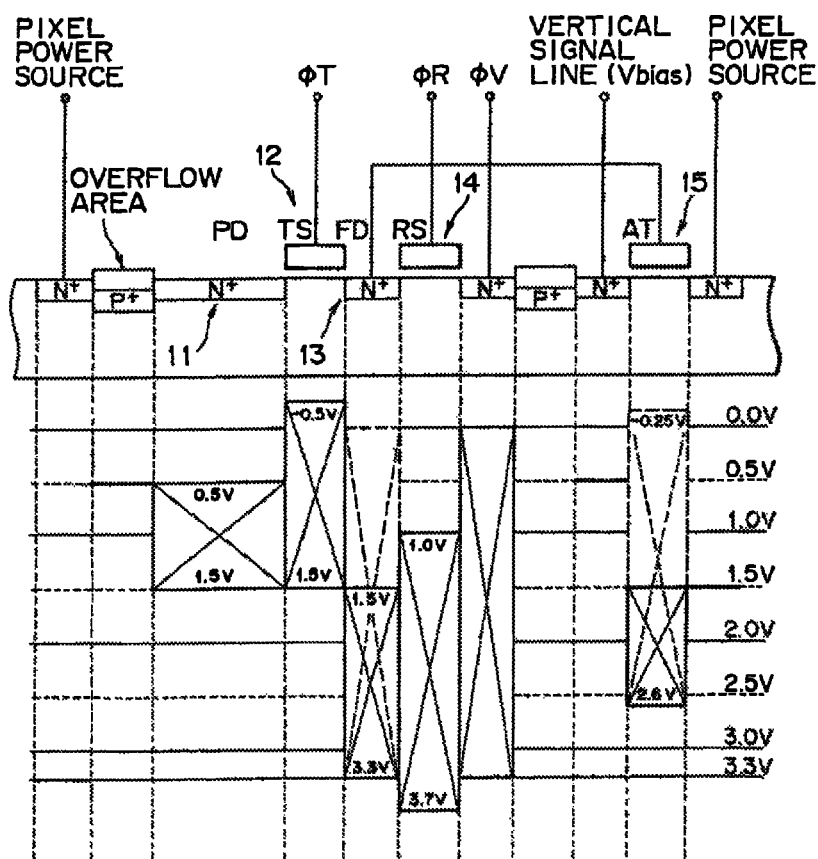 PIXEL
POWER
SOURCE
φT
φR
φV
VERTICAL
SIGNAL
LINE (Vbias)
PIXEL
POWER
SOURCE
OVERFLOW
AREA
12
14
15
PD
TS
FD
RS
AT
N+
P+
N+
N+
N+
P+
N+
N+
11
13
-0.5V
-0.25V
0.0V
0.5V
0.5V
1.0V
1.0V
1.5V
1.5V
1.5V
1.5V
2.0V
2.5V
2.6V
3.0V
3.3V
3.3V
3.7V